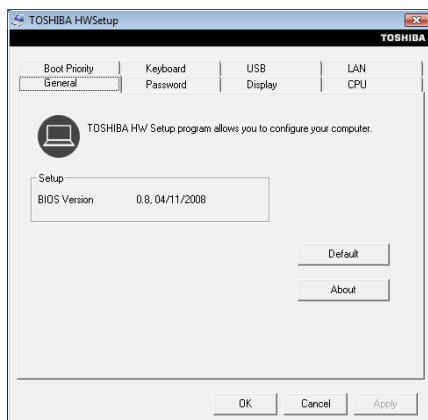 TOSHIBA HWSetup
TOSHIBA
Boot Priority Keyboard USB LAN
General Password Display CPU
TOSHIBA HW Setup program allows you to configure your computer.
Setup
BIOS Version 0.8, 04/11/2008
Default
About
OK Cancel Apply